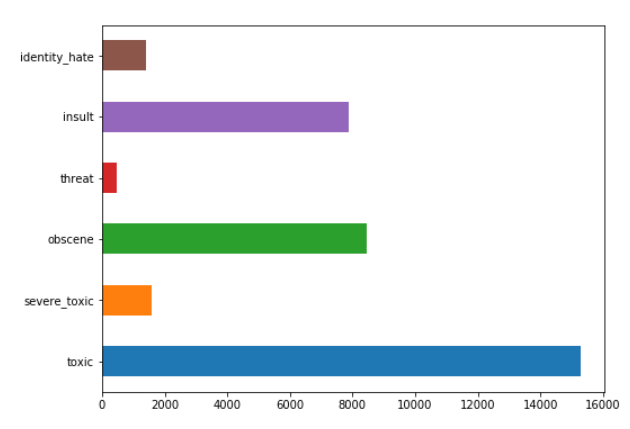 identity_hate
insult
threat
obscene
severe_toxic
toxic
0 2000 4000 6000 8000 10000 12000 14000 16000